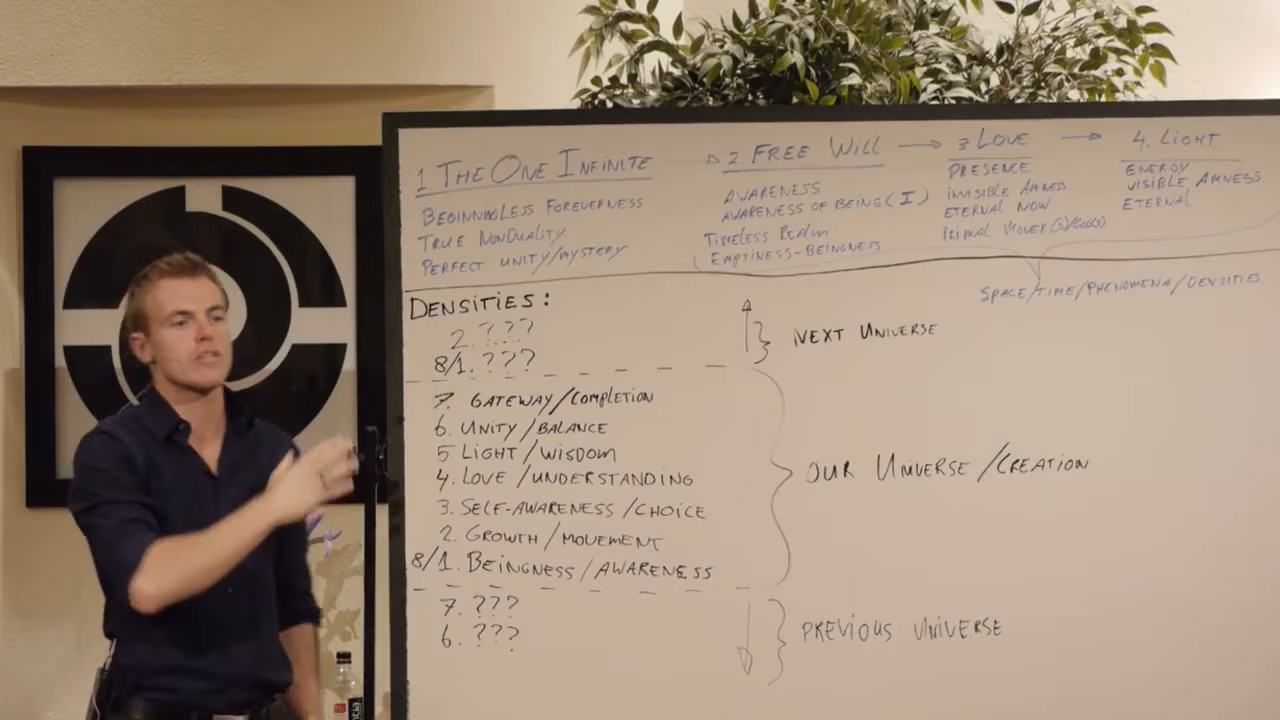 1 THE ONE INFINITE
BEGINNINGLESS FOREVERNESS
TRUE NONDUALITY
PERFECT UNITY/MYSTERY
2. FREE WILL
AWARENESS
AWARENESS OF BEING (I)
TIMELESS REALM
EMPTINESS-BEINGNESS
3 LOVE
PRESENCE
INVISIBLE AMNESS
ETERNAL NOW
PRIMAL MOVER(S)/GOD(S)
4. LIGHT
ENERGY
VISIBLE AMNESS
ETERNAL
SPACE/TIME/PHENOMENA/DENSITIES
DENSITIES:
2. ???
8/1. ???
NEXT UNIVERSE
7. GATEWAY/COMPLETION
6. UNITY/BALANCE
5 LIGHT/WISDOM
4. LOVE/UNDERSTANDING
3. SELF-AWARENESS/CHOICE
2. GROWTH/MOVEMENT
8/1. BEINGNESS/AWARENESS
OUR UNIVERSE/CREATION
7. ???
6. ???
PREVIOUS UNIVERSE